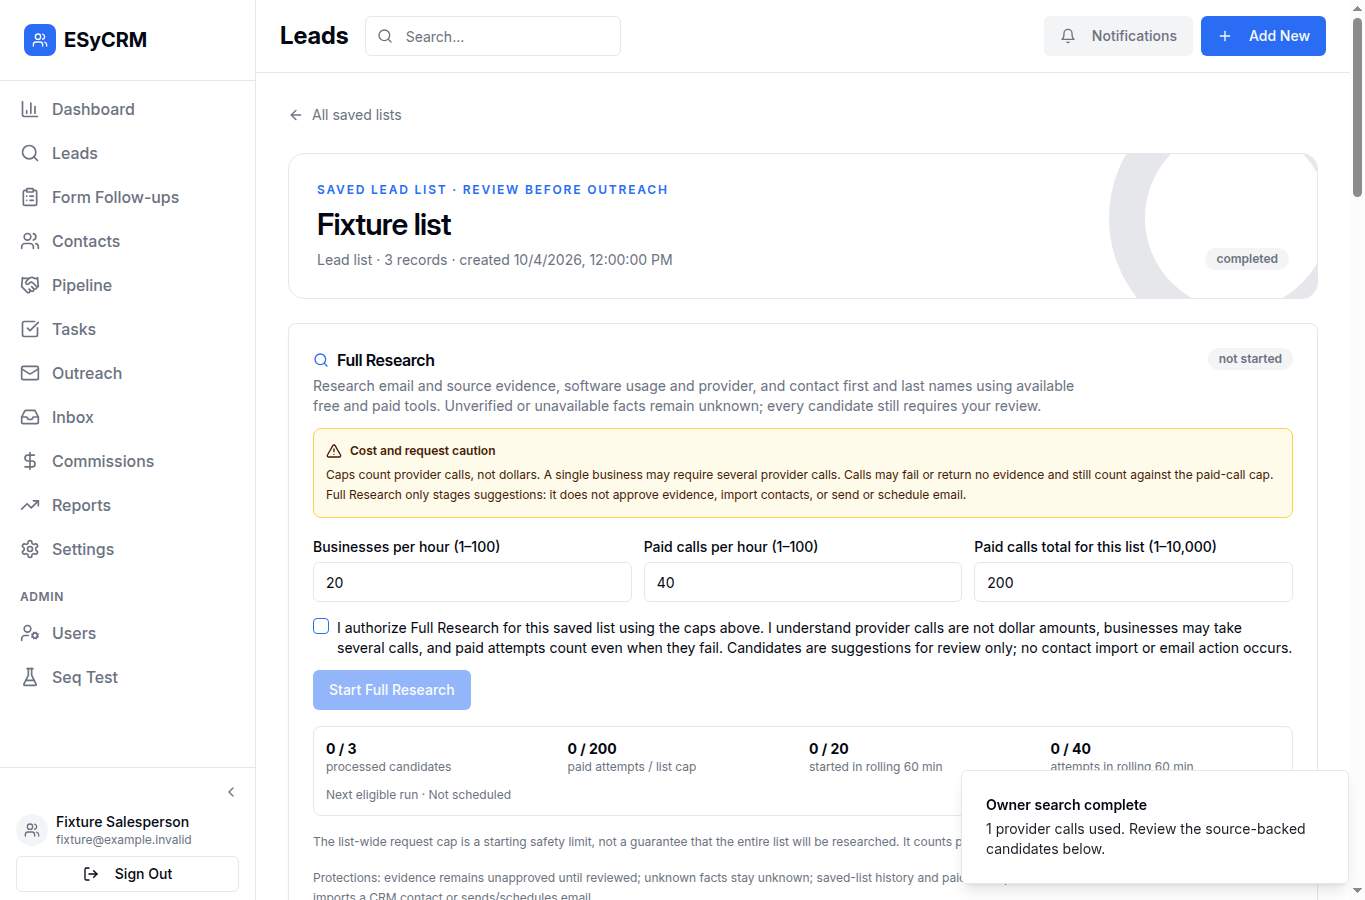 ESyCRM
Leads
Search...
Notifications
Add New
Dashboard
Leads
Form Follow-ups
Contacts
Pipeline
Tasks
Outreach
Inbox
Commissions
Reports
Settings
ADMIN
Users
Seq Test
Fixture Salesperson
fixture@example.invalid
Sign Out
All saved lists
SAVED LEAD LIST · REVIEW BEFORE OUTREACH
Fixture list
Lead list · 3 records · created 10/4/2026, 12:00:00 PM
completed
Full Research
not started
Research email and source evidence, software usage and provider, and contact first and last names using available
free and paid tools. Unverified or unavailable facts remain unknown; every candidate still requires your review.
Cost and request caution
Caps count provider calls, not dollars. A single business may require several provider calls. Calls may fail or return no evidence and still count against the paid-call cap.
Full Research only stages suggestions: it does not approve evidence, import contacts, or send or schedule email.
Businesses per hour (1–100)
Paid calls per hour (1–100)
Paid calls total for this list (1–10,000)
20
40
200
I authorize Full Research for this saved list using the caps above. I understand provider calls are not dollar amounts, businesses may take
several calls, and paid attempts count even when they fail. Candidates are suggestions for review only; no contact import or email action occurs.
Start Full Research
0 / 3
processed candidates
0 / 200
paid attempts / list cap
0 / 20
started in rolling 60 min
0 / 40
attempts in rolling 60 min
Next eligible run · Not scheduled
The list-wide request cap is a starting safety limit, not a guarantee that the entire list will be researched. It counts
Protections: evidence remains unapproved until reviewed; unknown facts stay unknown; saved-list history and
imports a CRM contact or sends/schedules email.
Owner search complete
1 provider calls used. Review the source-backed
candidates below.